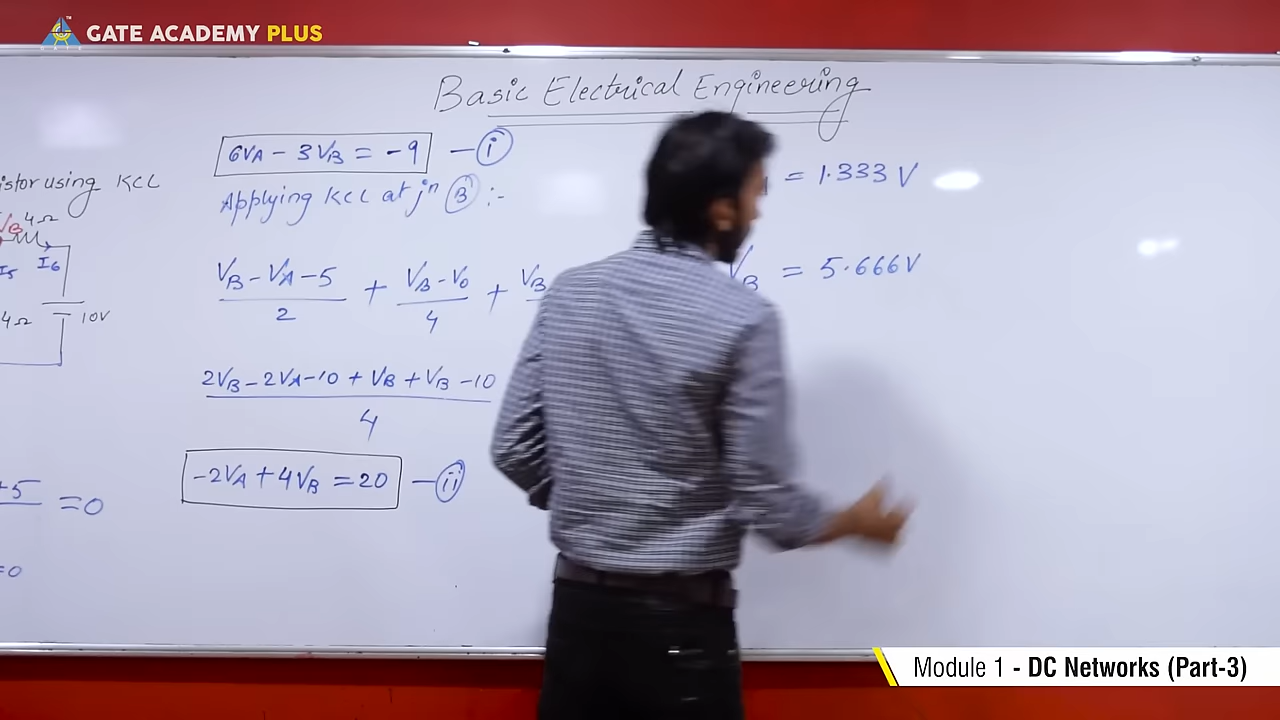 GATE ACADEMY PLUS
Basic Electrical Engineering
using KCL
VB 4Ω
I5 I6
4Ω 10V
+5 =0
=0
6VA - 3VB = -9 — i
Applying KCL at jn B :-
VB - VA - 5 / 2 + VB - V0 / 4 + VB
2VB - 2VA - 10 + VB + VB - 10 / 4
-2VA + 4VB = 20 — ii
= 1.333 V
VB = 5.666V
Module 1 - DC Networks (Part-3)